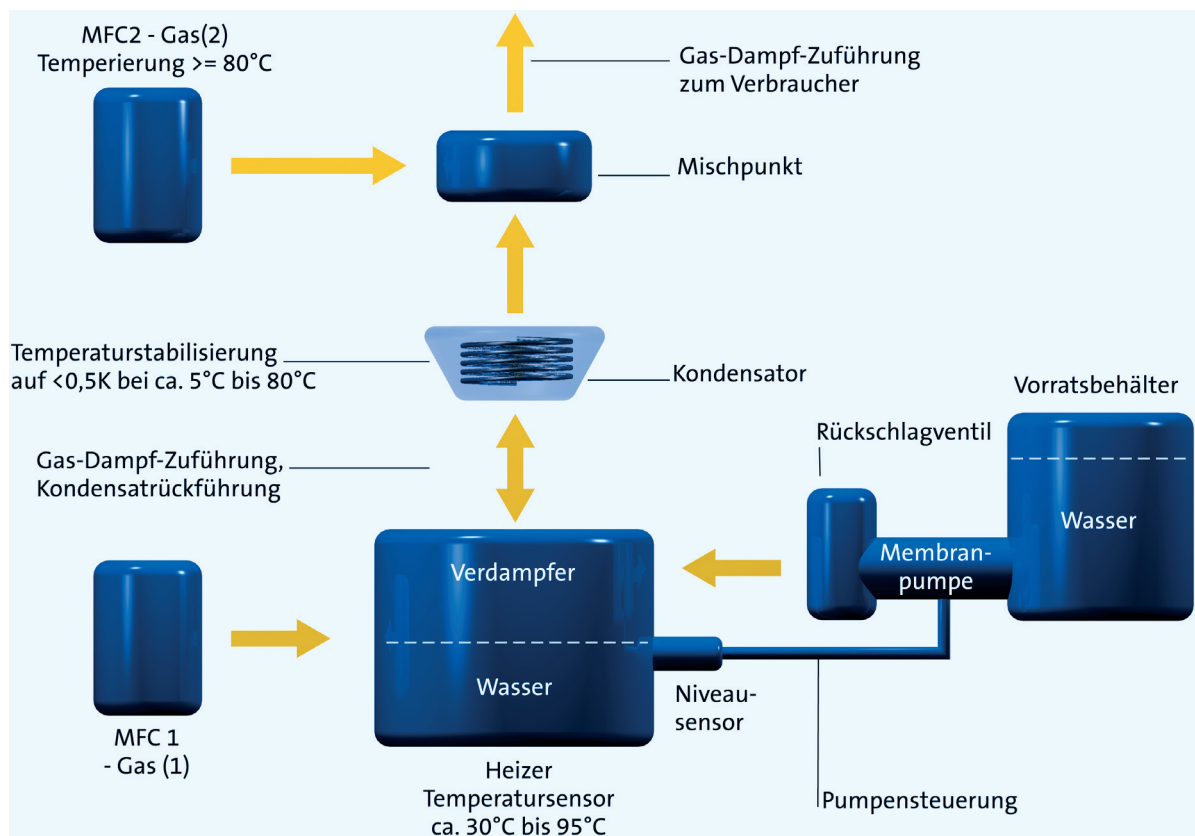 MFC2 - Gas(2)
Temperierung >= 80°C
Gas-Dampf-Zuführung
zum Verbraucher
Mischpunkt
Temperaturstabilisierung
auf <0,5K bei ca. 5°C bis 80°C
Kondensator
Vorratsbehälter
Rückschlagventil
Gas-Dampf-Zuführung,
Kondensatrückführung
Wasser
Membran-
pumpe
Verdampfer
Wasser
Niveau-
sensor
MFC 1
- Gas (1)
Heizer
Temperatursensor
ca. 30°C bis 95°C
Pumpensteuerung